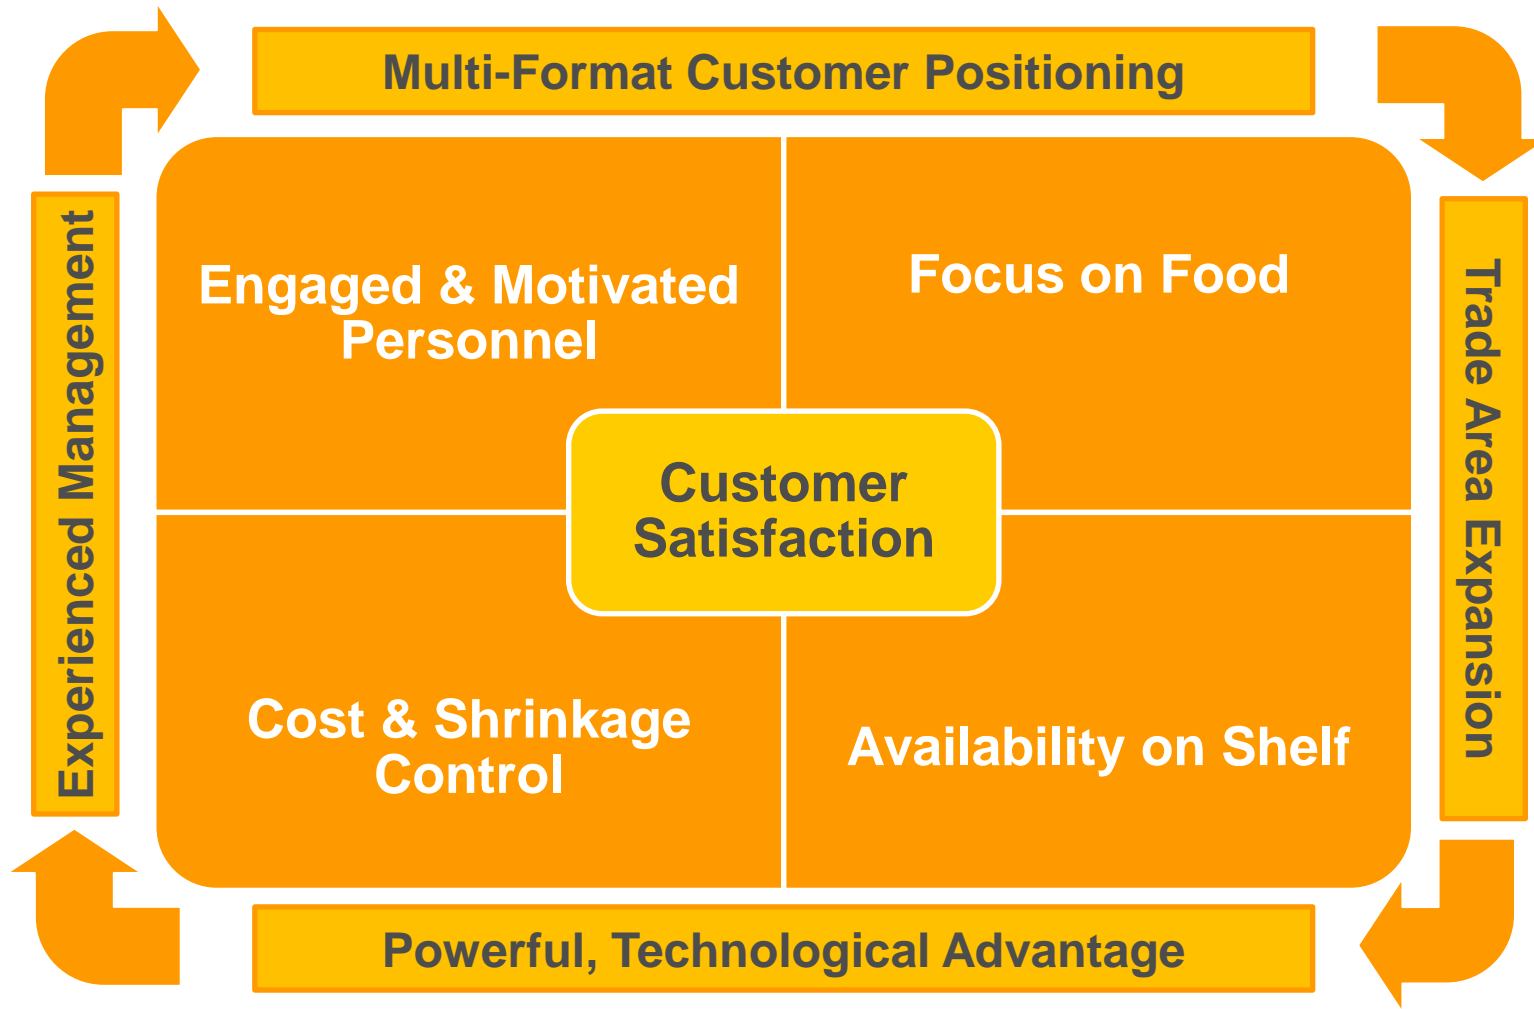 Multi-Format Customer Positioning
Experienced Management
Engaged & Motivated
Personnel
Focus on Food
Trade Area Expansion
Customer
Satisfaction
Cost & Shrinkage
Control
Availability on Shelf
Powerful, Technological Advantage